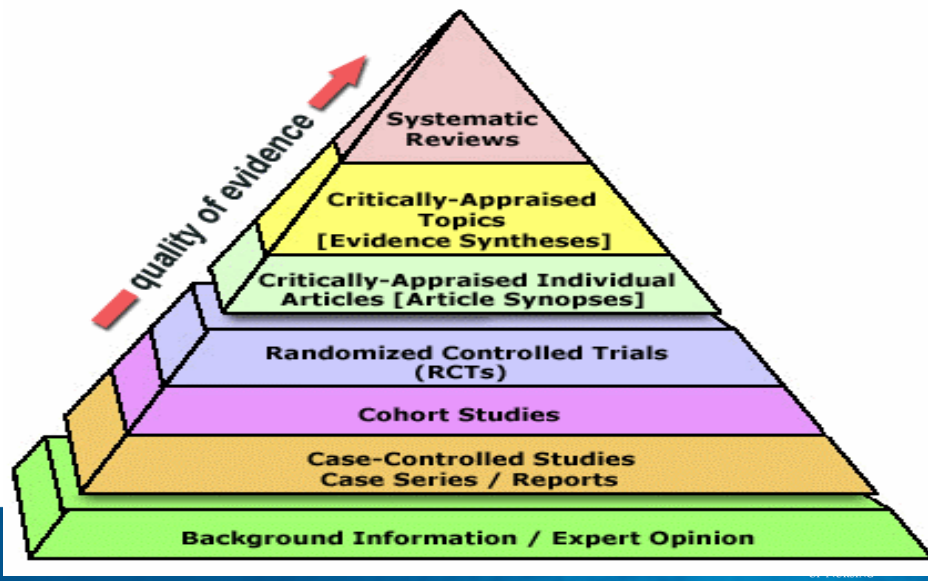 quality of evidence
Systematic
Reviews
Critically-Appraised
Topics
[Evidence Syntheses]
Critically-Appraised Individual
Articles [Article Synopses]
Randomized Controlled Trials
(RCTs)
Cohort Studies
Case-Controlled Studies
Case Series / Reports
Background Information / Expert Opinion